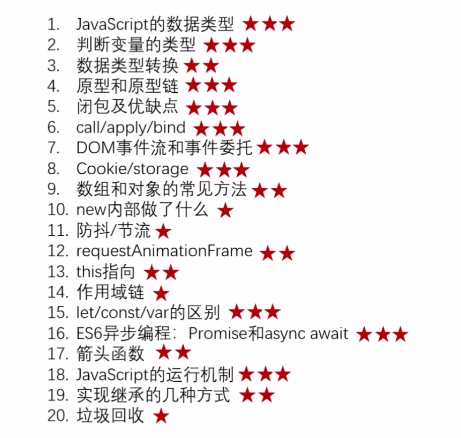 1. JavaScript的数据类型 ★★★
2. 判断变量的类型 ★★★
3. 数据类型转换 ★★
4. 原型和原型链 ★★★
5. 闭包及优缺点 ★★★
6. call/apply/bind ★★★
7. DOM事件流和事件委托 ★★★
8. Cookie/storage ★★★
9. 数组和对象的常见方法 ★★
10. new内部做了什么 ★
11. 防抖/节流 ★
12. requestAnimationFrame ★★
13. this指向 ★★
14. 作用域链 ★
15. let/const/var的区别 ★★★
16. ES6异步编程：Promise和async await ★★★
17. 箭头函数 ★★
18. JavaScript的运行机制 ★★★
19. 实现继承的几种方式 ★★
20. 垃圾回收 ★